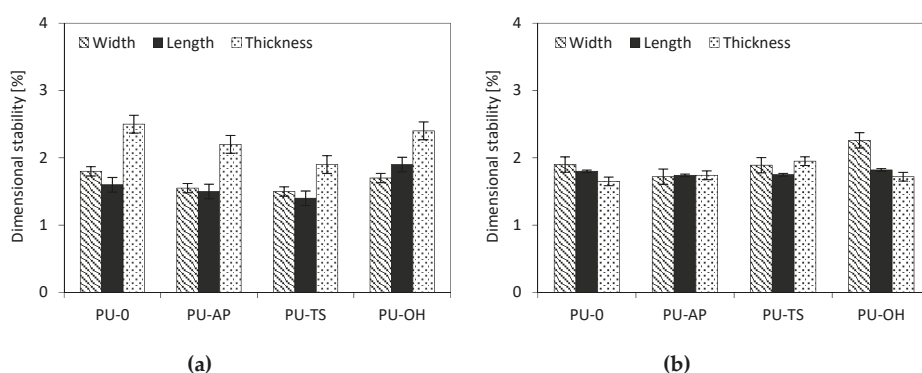 4
3
2
1
0
Dimensional stability [%]
Width Length Thickness
PU-0 PU-AP PU-TS PU-OH
(a)
4
3
2
1
0
Dimensional stability [%]
Width Length Thickness
PU-0 PU-AP PU-TS PU-OH
(b)